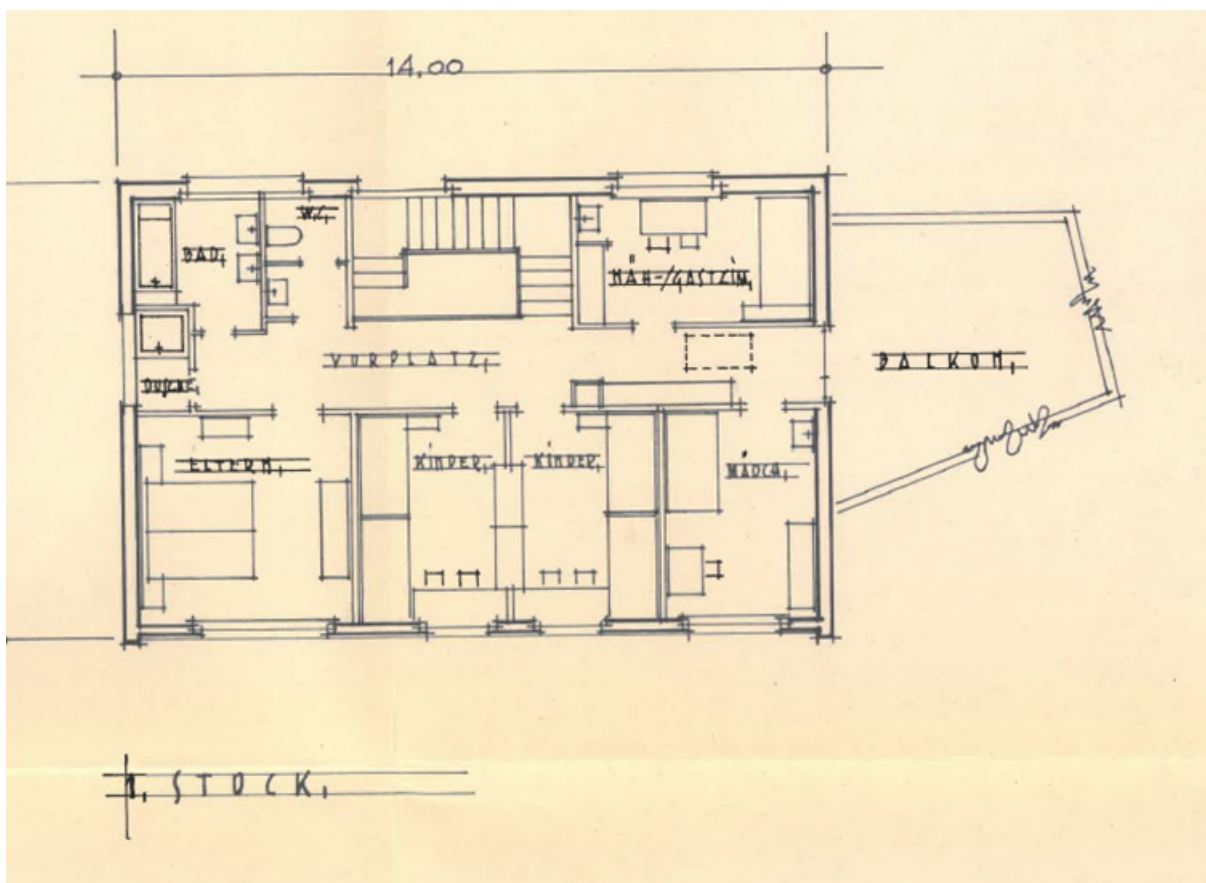 14.00
W.C,
BAD,
NÄH-/GASTZIM,
VORPLATZ,
BALKON,
DUSCHE,
ELTERN,
KINDER,
KINDER,
MÄDCH,
1. STOCK,